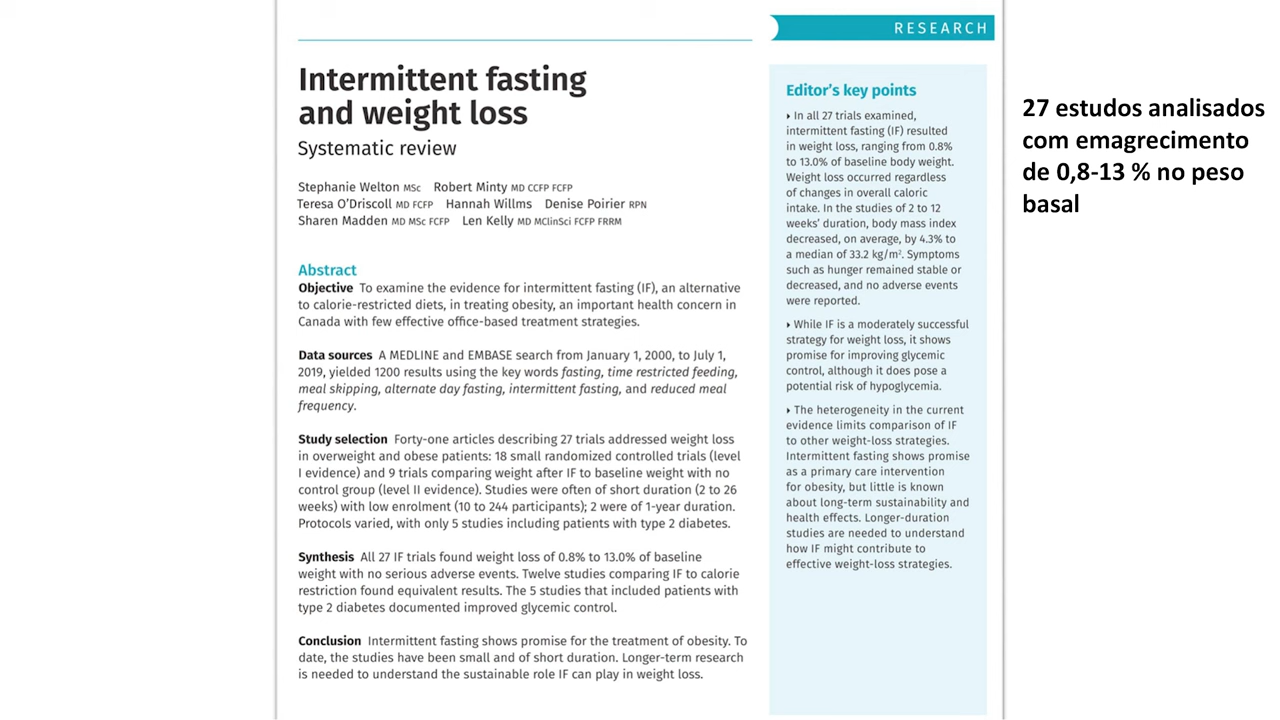 RESEARCH
Intermittent fasting
and weight loss
Systematic review
Stephanie Welton MSc Robert Minty MD CCFP FCFP
Teresa O’Driscoll MD FCFP Hannah Willms Denise Poirier RPN
Sharen Madden MD MSc FCFP Len Kelly MD MClinSci FCFP FRRM
Abstract
Objective To examine the evidence for intermittent fasting (IF), an alternative
to calorie-restricted diets, in treating obesity, an important health concern in
Canada with few effective office-based treatment strategies.
Data sources A MEDLINE and EMBASE search from January 1, 2000, to July 1,
2019, yielded 1200 results using the key words fasting, time restricted feeding,
meal skipping, alternate day fasting, intermittent fasting, and reduced meal
frequency.
Study selection Forty-one articles describing 27 trials addressed weight loss
in overweight and obese patients: 18 small randomized controlled trials (level
I evidence) and 9 trials comparing weight after IF to baseline weight with no
control group (level II evidence). Studies were often of short duration (2 to 26
weeks) with low enrolment (10 to 244 participants); 2 were of 1-year duration.
Protocols varied, with only 5 studies including patients with type 2 diabetes.
Synthesis All 27 IF trials found weight loss of 0.8% to 13.0% of baseline
weight with no serious adverse events. Twelve studies comparing IF to calorie
restriction found equivalent results. The 5 studies that included patients with
type 2 diabetes documented improved glycemic control.
Conclusion Intermittent fasting shows promise for the treatment of obesity. To
date, the studies have been small and of short duration. Longer-term research
is needed to understand the sustainable role IF can play in weight loss.
Editor’s key points
‣ In all 27 trials examined,
intermittent fasting (IF) resulted
in weight loss, ranging from 0.8%
to 13.0% of baseline body weight.
Weight loss occurred regardless
of changes in overall caloric
intake. In the studies of 2 to 12
weeks’ duration, body mass index
decreased, on average, by 4.3% to
a median of 33.2 kg/m². Symptoms
such as hunger remained stable or
decreased, and no adverse events
were reported.
‣ While IF is a moderately successful
strategy for weight loss, it shows
promise for improving glycemic
control, although it does pose a
potential risk of hypoglycemia.
‣ The heterogeneity in the current
evidence limits comparison of IF
to other weight-loss strategies.
Intermittent fasting shows promise
as a primary care intervention
for obesity, but little is known
about long-term sustainability and
health effects. Longer-duration
studies are needed to understand
how IF might contribute to
effective weight-loss strategies.
27 estudos analisados
com emagrecimento
de 0,8-13 % no peso
basal